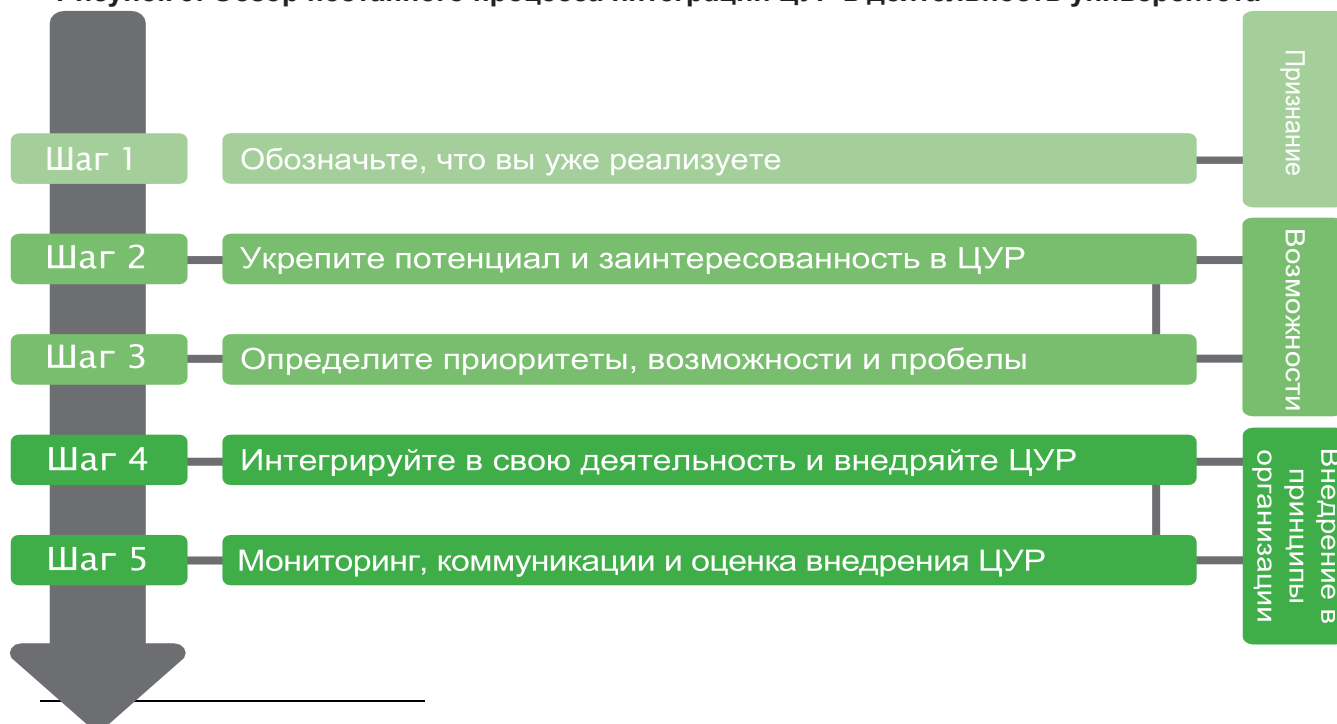 Признание
Шаг 1
Обозначьте, что вы уже реализуете
Шаг 2
Укрепите потенциал и заинтересованность в ЦУР
Возможности
Шаг 3
Определите приоритеты, возможности и пробелы
Шаг 4
Интегрируйте в свою деятельность и внедряйте ЦУР
Внедрение в
принципы
организации
Шаг 5
Мониторинг, коммуникации и оценка внедрения ЦУР